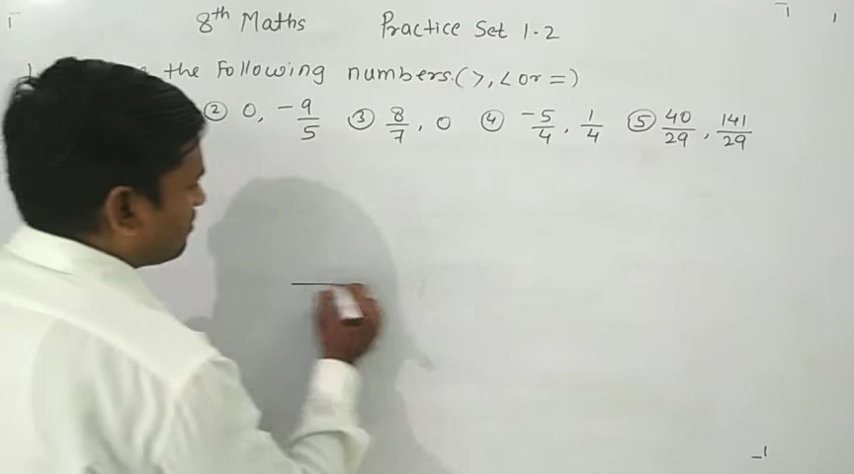 8th Maths Practice Set 1.2
the Following numbers. (>, < or =)
② 0, -9/5 ③ 8/7, 0 ④ -5/4, 1/4 ⑤ 40/29, 141/29